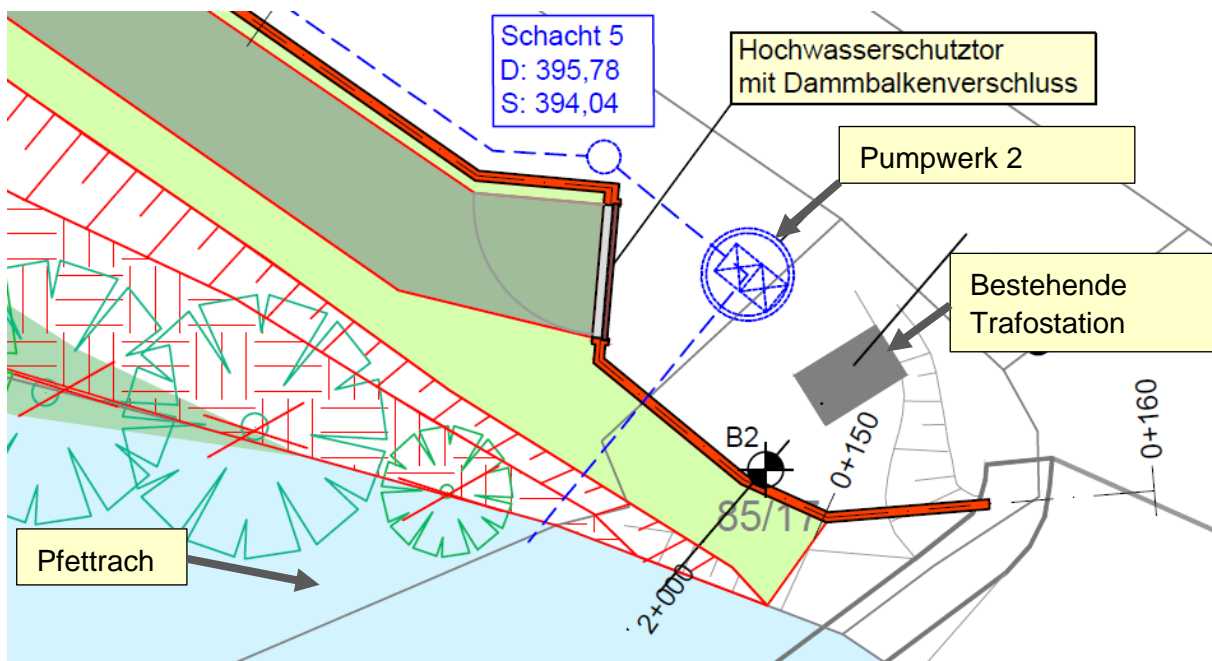 Schacht 5
D: 395,78
S: 394,04
Hochwasserschutztor
mit Dammbalkenverschluss
Pumpwerk 2
Bestehende
Trafostation
B2
85/17
0+150
0+160
2+000
Pfettrach